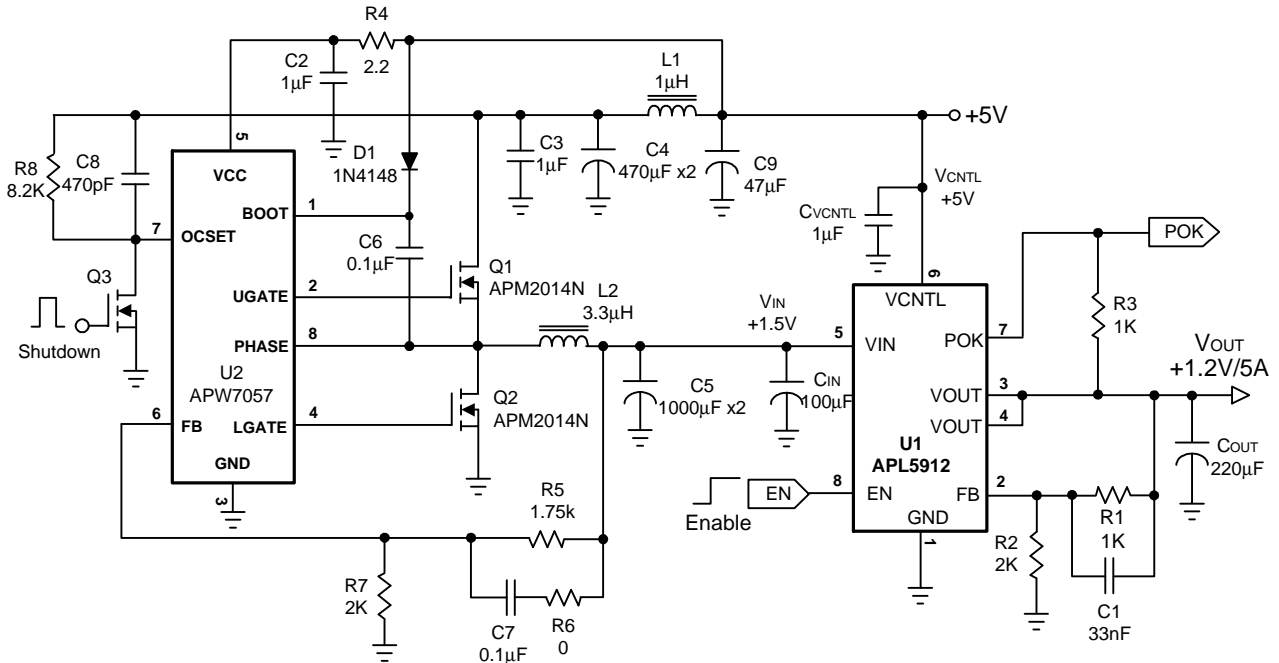 R4
2.2
C2
1µF
L1
1µH
+5V
5
R8
8.2K
C8
470pF
VCC
D1
1N4148
C3
1µF
C4
470µF x2
C9
47µF
VCNTL
+5V
CVCNTL
1µF
BOOT
1
7
OCSET
C6
0.1µF
6
VCNTL
POK
Q3
Shutdown
UGATE
2
Q1
APM2014N
L2
3.3µH
VIN
+1.5V
R3
1K
7
POK
PHASE
8
5
VIN
U2
APW7057
VOUT
+1.2V/5A
C5
1000µF x2
CIN
100µF
VOUT
3
VOUT
4
6
FB
LGATE
4
Q2
APM2014N
U1
APL5912
COUT
220µF
GND
3
EN
Enable
8
EN
FB
2
GND
1
R5
1.75k
R1
1K
R2
2K
R7
2K
C7
0.1µF
R6
0
C1
33nF